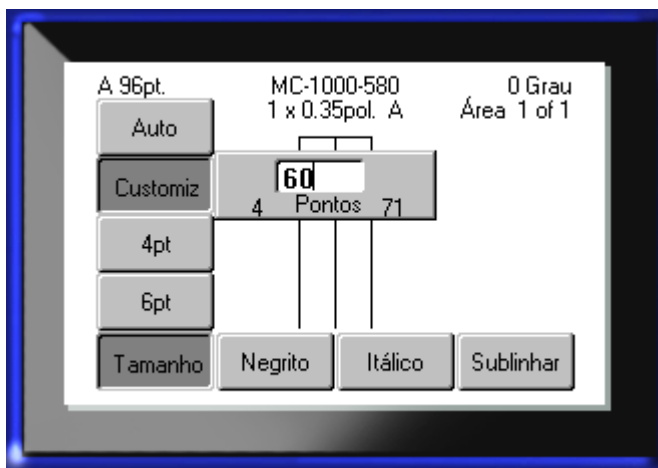 A 96pt. MC-1000-580 0 Grau
1 x 0.35pol. A Área 1 of 1
Auto
Customiz 60
4 Pontos 71
4pt
6pt
Tamanho Negrito Itálico Sublinhar